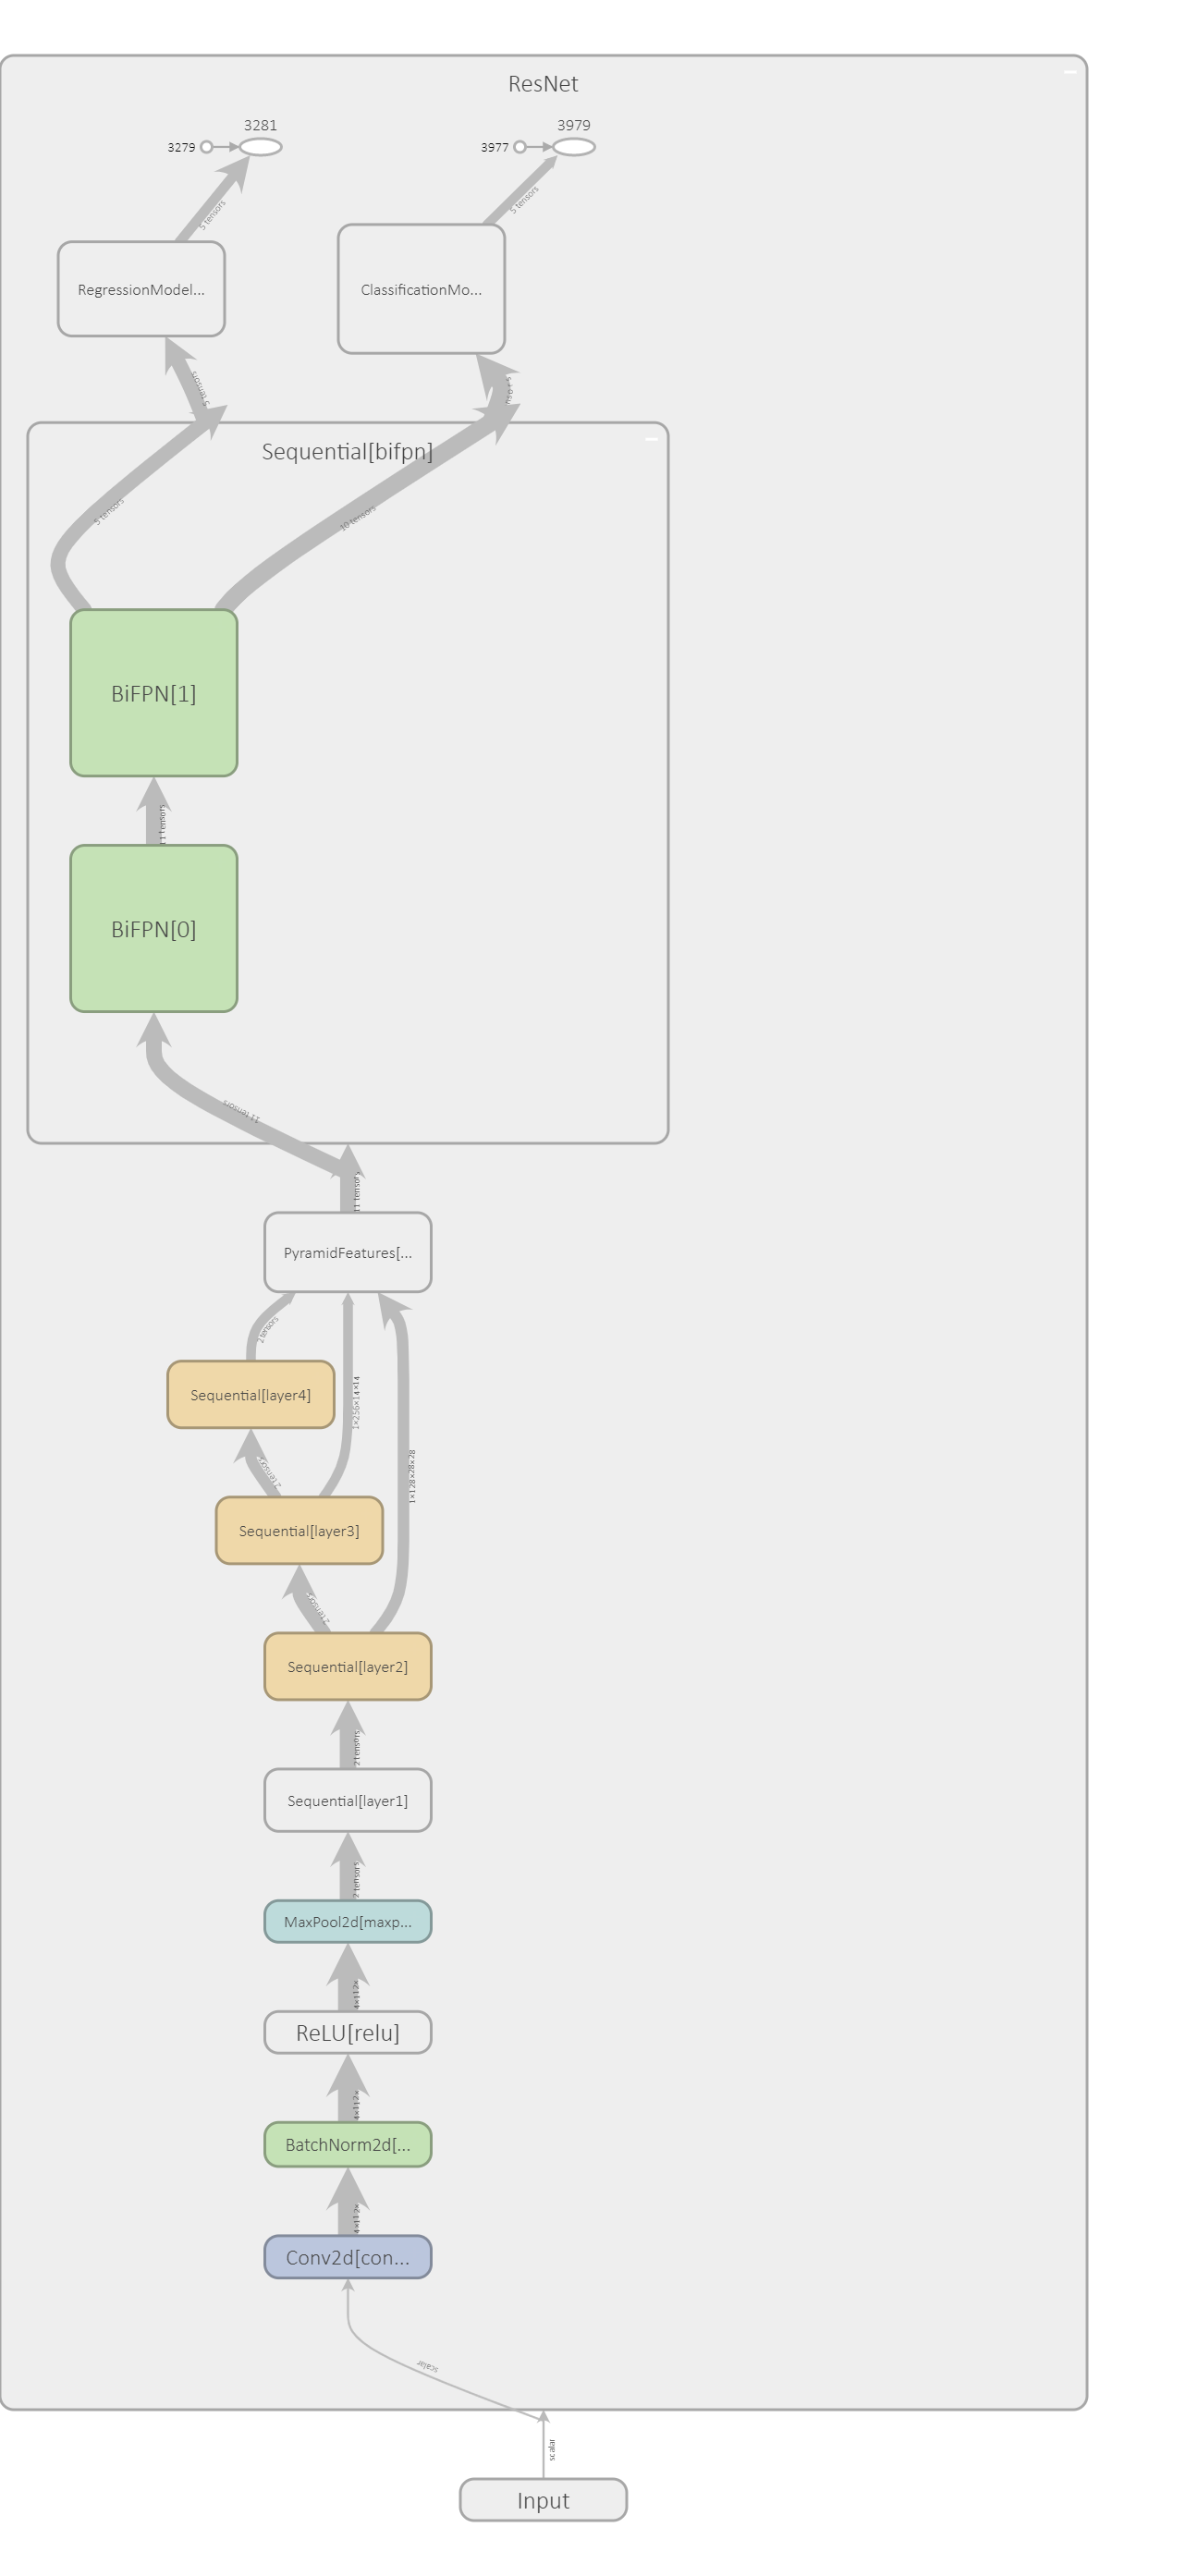 ResNet
3281
3979
3279
3977
5 tensors
5 tensors
RegressionModel...
ClassificationMo...
5 tensors
Sequential[bifpn]
5 tensors
10 tensors
BiFPN[1]
11 tensors
BiFPN[0]
11 tensors
11 tensors
PyramidFeatures[...
2 tensors
Sequential[layer4]
1×256×14×14
2 tensors
1×128×28×28
Sequential[layer3]
2 tensors
Sequential[layer2]
2 tensors
Sequential[layer1]
2 tensors
MaxPool2d[maxp...
4×112×
ReLU[relu]
4×112×
BatchNorm2d[...
4×112×
Conv2d[con...
scalar
scalar
Input